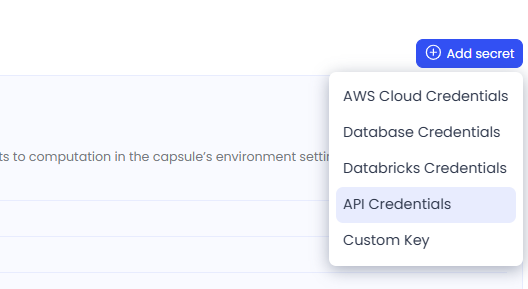 Add secret
AWS Cloud Credentials
Database Credentials
ts to computation in the capsule's environment settin
Databricks Credentials
API Credentials
Custom Key